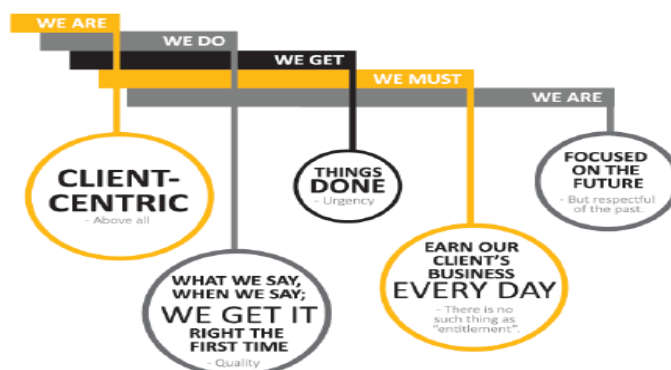 WE ARE
WE DO
WE GET
WE MUST
WE ARE
CLIENT-
CENTRIC
- Above all
WHAT WE SAY,
WHEN WE SAY;
WE GET IT
RIGHT THE
FIRST TIME
- Quality
THINGS
DONE
- Urgency
EARN OUR
CLIENT'S
BUSINESS
EVERY DAY
- There is no
such thing as
"entitlement".
FOCUSED
ON THE
FUTURE
- But respectful
of the past.